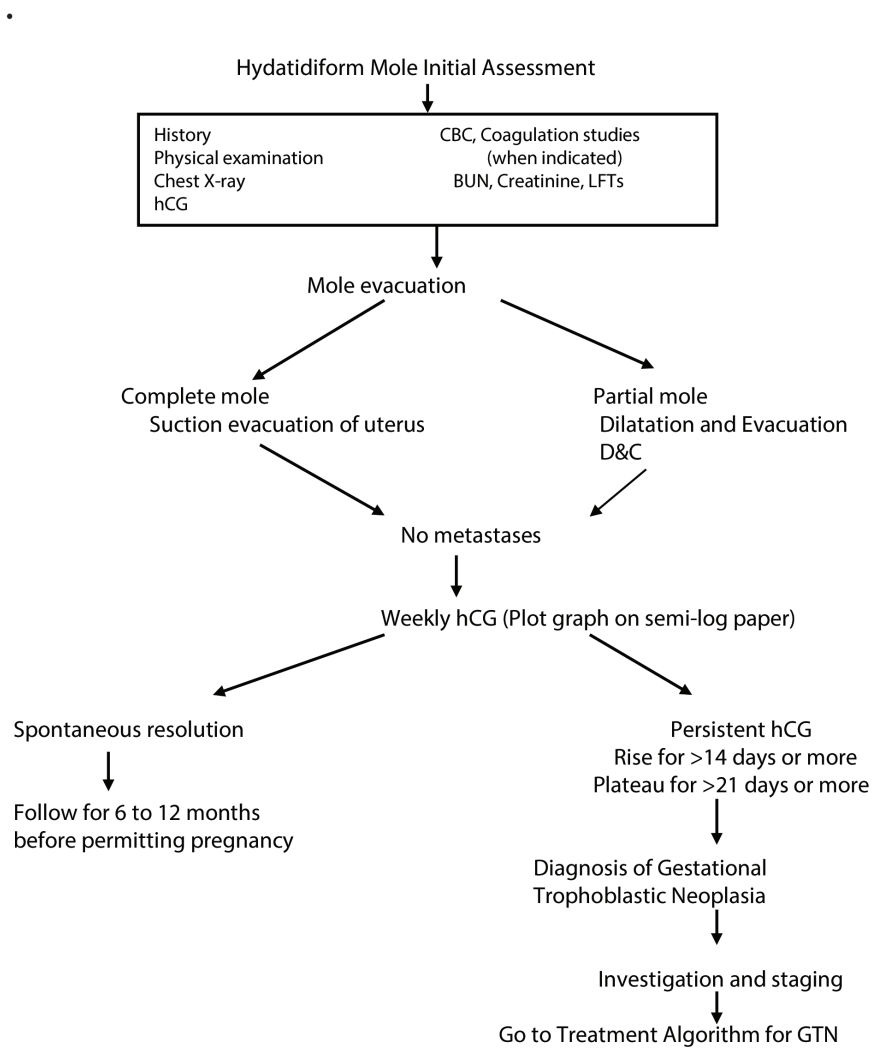 •
Hydatidiform Mole Initial Assessment
History
Physical examination
Chest X-ray
hCG
CBC, Coagulation studies
(when indicated)
BUN, Creatinine, LFTs
Mole evacuation
Complete mole
Suction evacuation of uterus
Partial mole
Dilatation and Evacuation
D&C
No metastases
Weekly hCG (Plot graph on semi-log paper)
Spontaneous resolution
Follow for 6 to 12 months
before permitting pregnancy
Persistent hCG
Rise for >14 days or more
Plateau for >21 days or more
Diagnosis of Gestational
Trophoblastic Neoplasia
Investigation and staging
Go to Treatment Algorithm for GTN